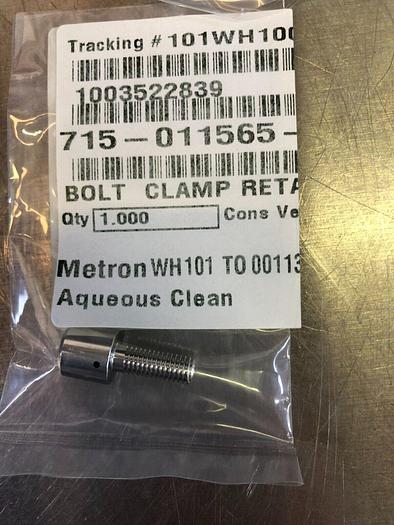 Tracking # 101WH100
1003522839
715-011565-
BOLT CLAMP RETA
Qty 1.000 Cons Ve
Metron WH101 TO 00113
Aqueous Clean